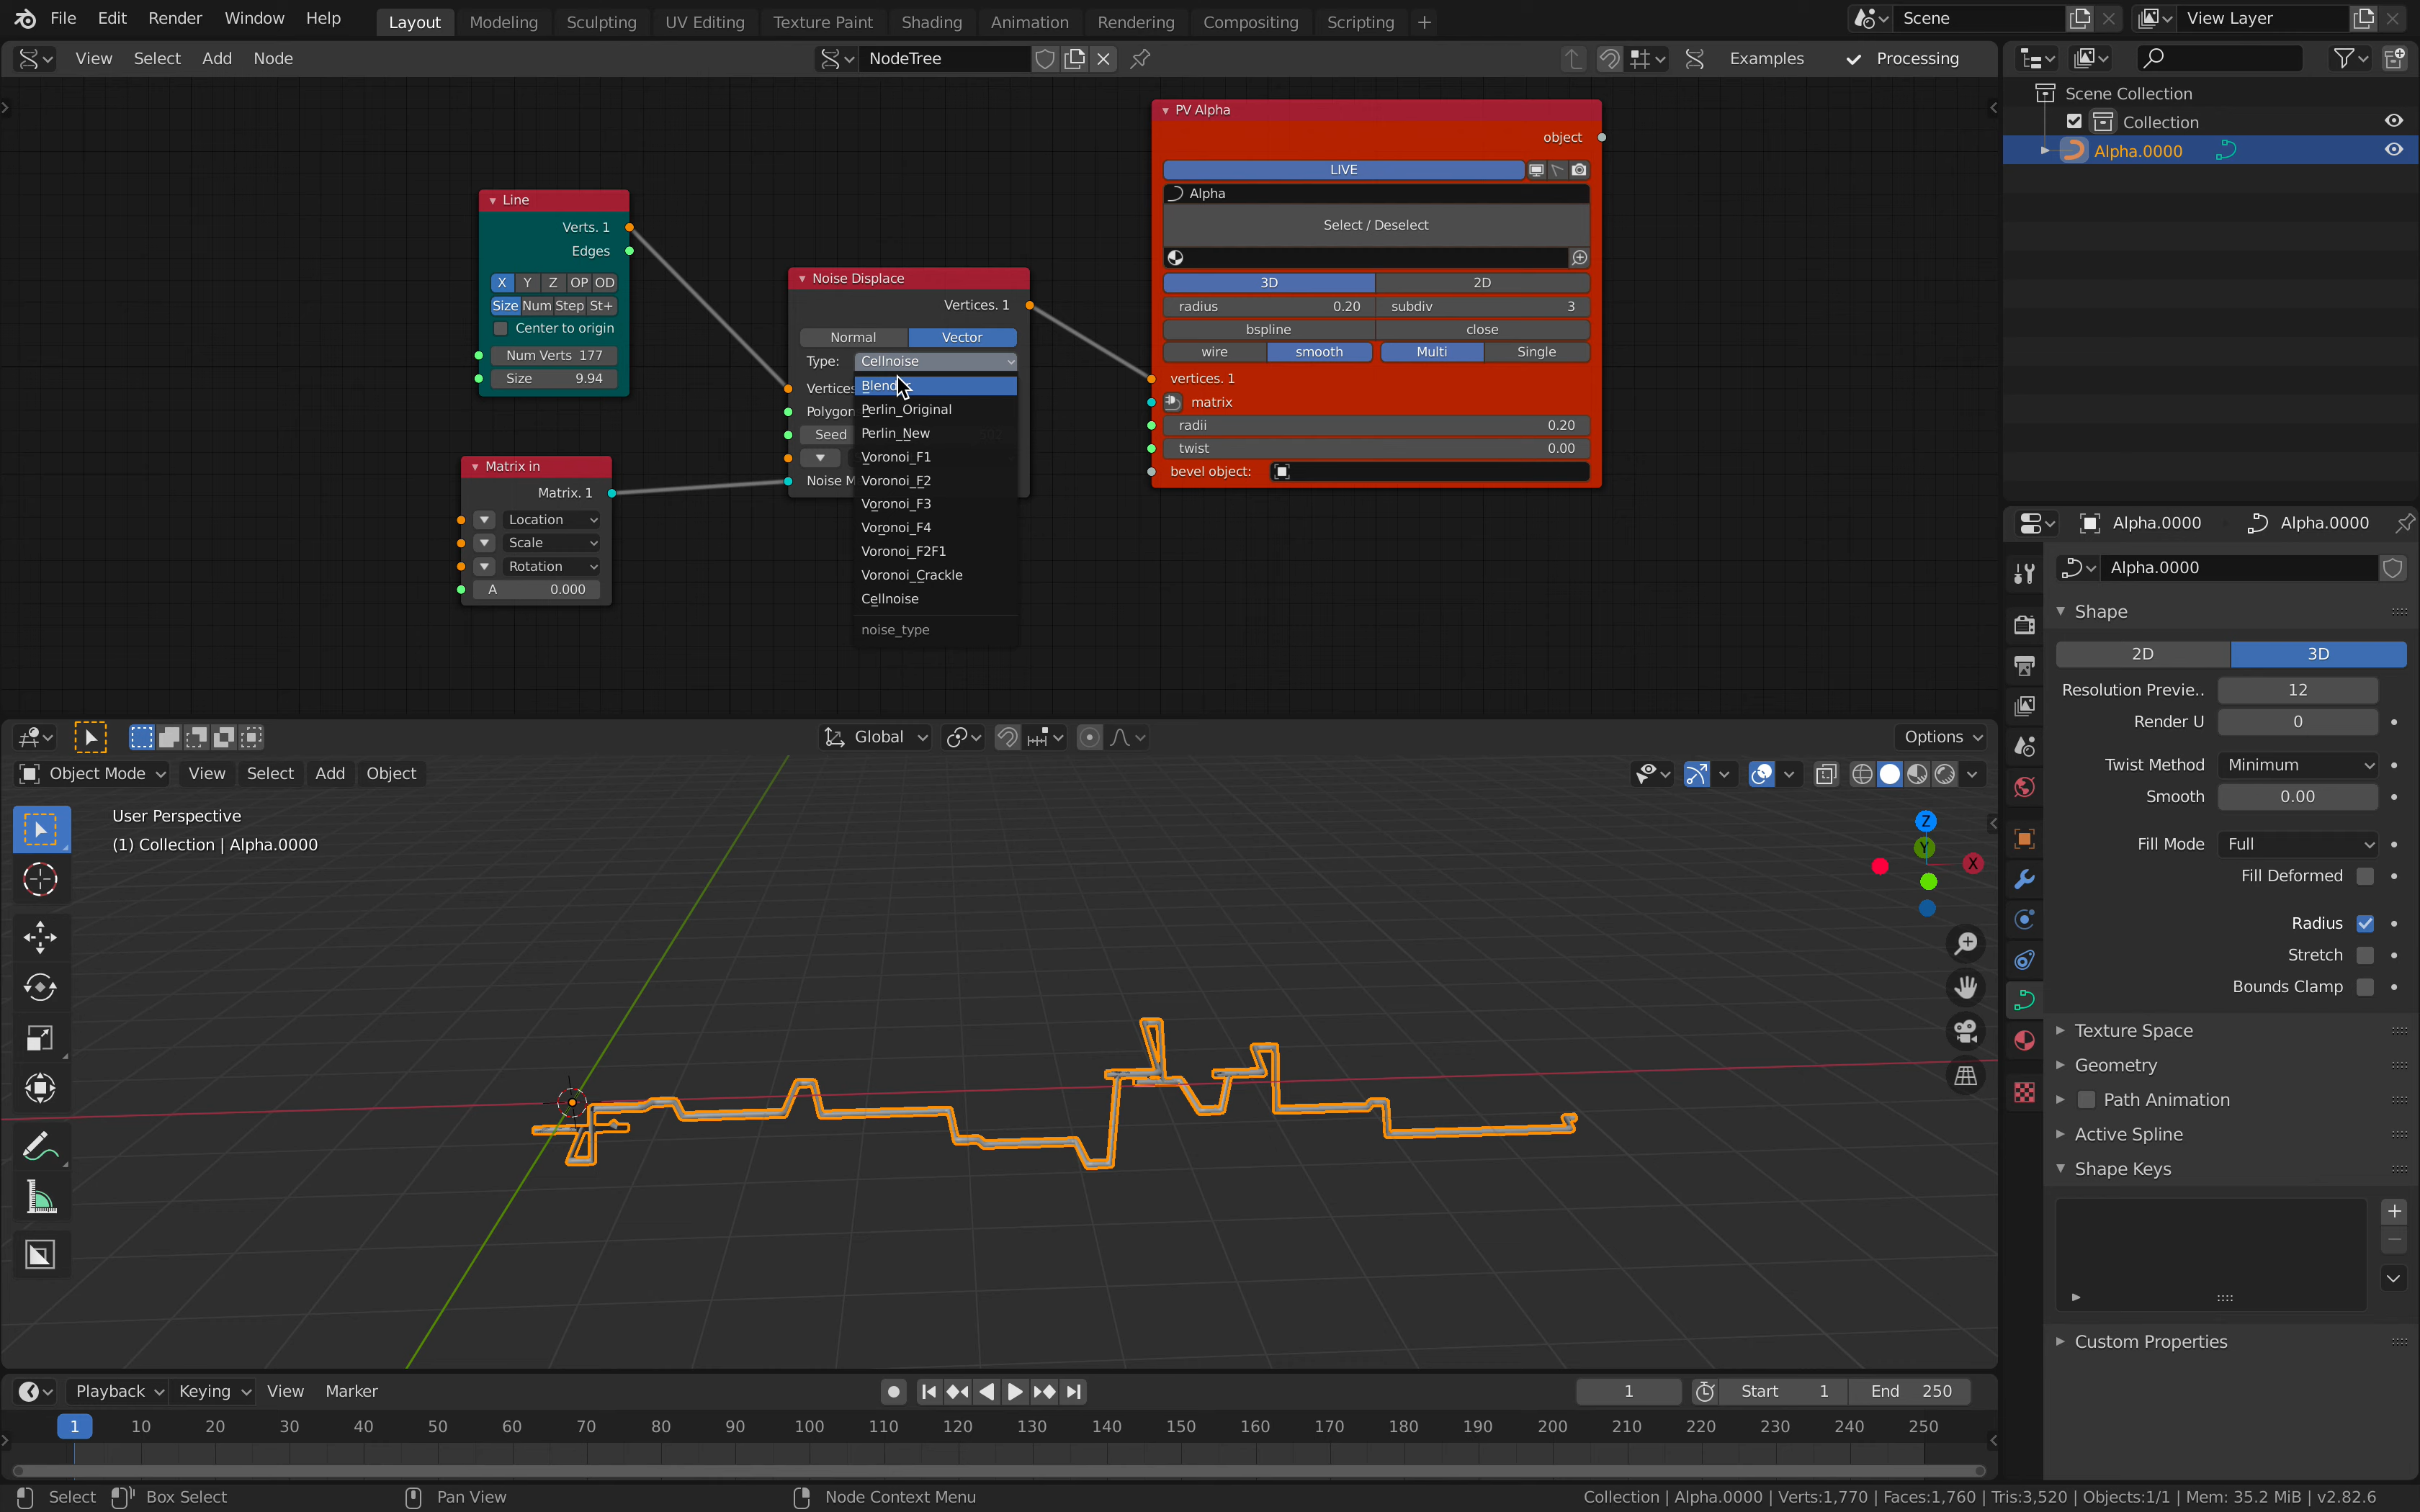 File Edit Render Window Help Layout Modeling Sculpting UV Editing Texture Paint Shading Animation Rendering Compositing Scripting + Scene View Layer
View Select Add Node NodeTree Examples Processing
Scene Collection
Collection
Alpha.0000
Line
Verts. 1
Edges
X Y Z OP OD
Size Num Step St+
Center to origin
Num Verts 177
Size 9.94
Matrix in
Matrix. 1
Location
Scale
Rotation
A 0.000
Noise Displace
Vertices. 1
Normal Vector
Type: Cellnoise
Vertices
Polygon
Seed
Noise M
Perlin_Original
Perlin_New
Voronoi_F1
Voronoi_F2
Voronoi_F3
Voronoi_F4
Voronoi_F2F1
Voronoi_Crackle
Cellnoise
noise_type
PV Alpha
object
LIVE
Alpha
Select / Deselect
3D 2D
radius 0.20 subdiv 3
bspline close
wire smooth Multi Single
vertices. 1
matrix
radii 0.20
twist 0.00
bevel object:
Alpha.0000 Alpha.0000
Alpha.0000
Shape
2D 3D
Resolution Previe.. 12
Render U 0
Twist Method Minimum
Smooth 0.00
Fill Mode Full
Fill Deformed
Radius
Stretch
Bounds Clamp
Texture Space
Geometry
Path Animation
Active Spline
Shape Keys
Custom Properties
Global Options
Object Mode View Select Add Object
User Perspective
(1) Collection | Alpha.0000
Z
Y
X
Playback Keying View Marker 1 Start 1 End 250
1 10 20 30 40 50 60 70 80 90 100 110 120 130 140 150 160 170 180 190 200 210 220 230 240 250
Select Box Select Pan View Node Context Menu Collection | Alpha.0000 | Verts:1,770 | Faces:1,760 | Tris:3,520 | Objects:1/1 | Mem: 35.2 MiB | v2.82.6